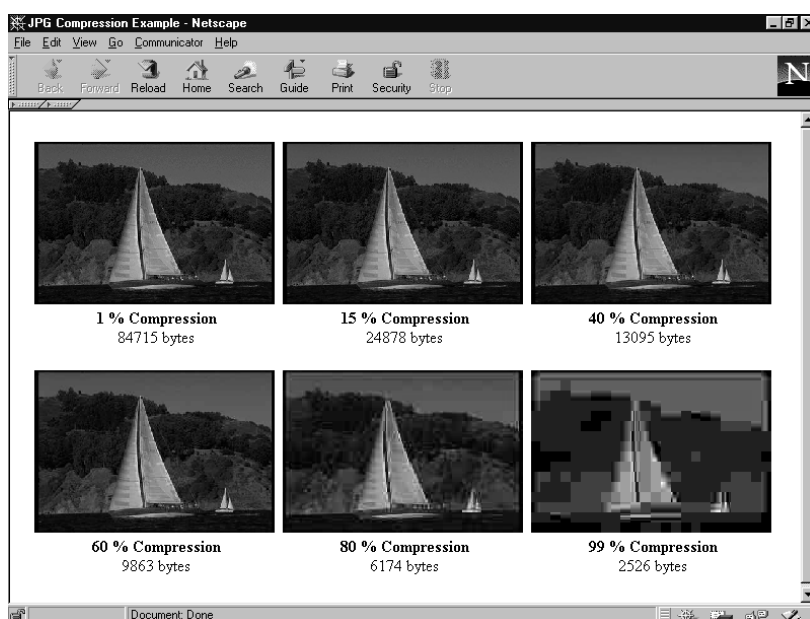 JPG Compression Example - Netscape
File Edit View Go Communicator Help
Back Forward Reload Home Search Guide Print Security Stop
N
1 % Compression
84715 bytes
15 % Compression
24878 bytes
40 % Compression
13095 bytes
60 % Compression
9863 bytes
80 % Compression
6174 bytes
99 % Compression
2526 bytes
Document: Done